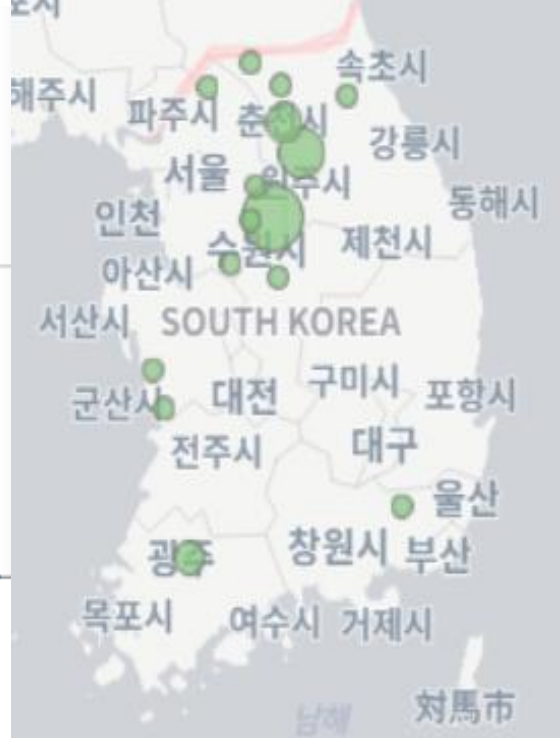 속초시
해주시
파주시
춘천시
강릉시
서울
원주시
동해시
인천
수원시
제천시
아산시
서산시
SOUTH KOREA
군산시
대전
구미시
포항시
전주시
대구
울산
광주
창원시
부산
목포시
여수시
거제시
남해
対馬市